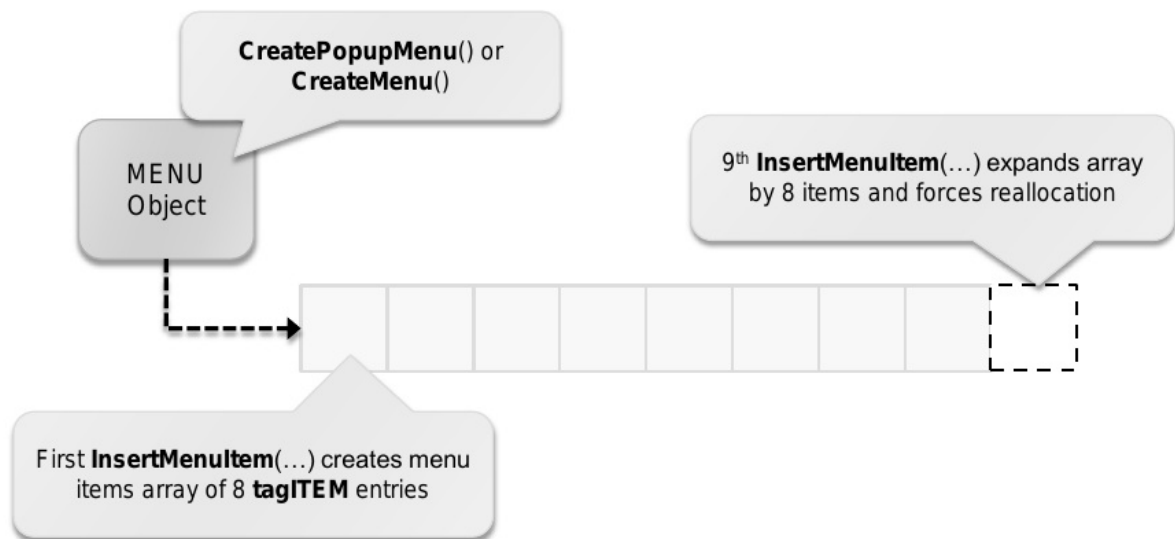 CreatePopupMenu() or
CreateMenu()
MENU
Object
9th InsertMenuItem(…) expands array
by 8 items and forces reallocation
First InsertMenuItem(…) creates menu
items array of 8 tagITEM entries